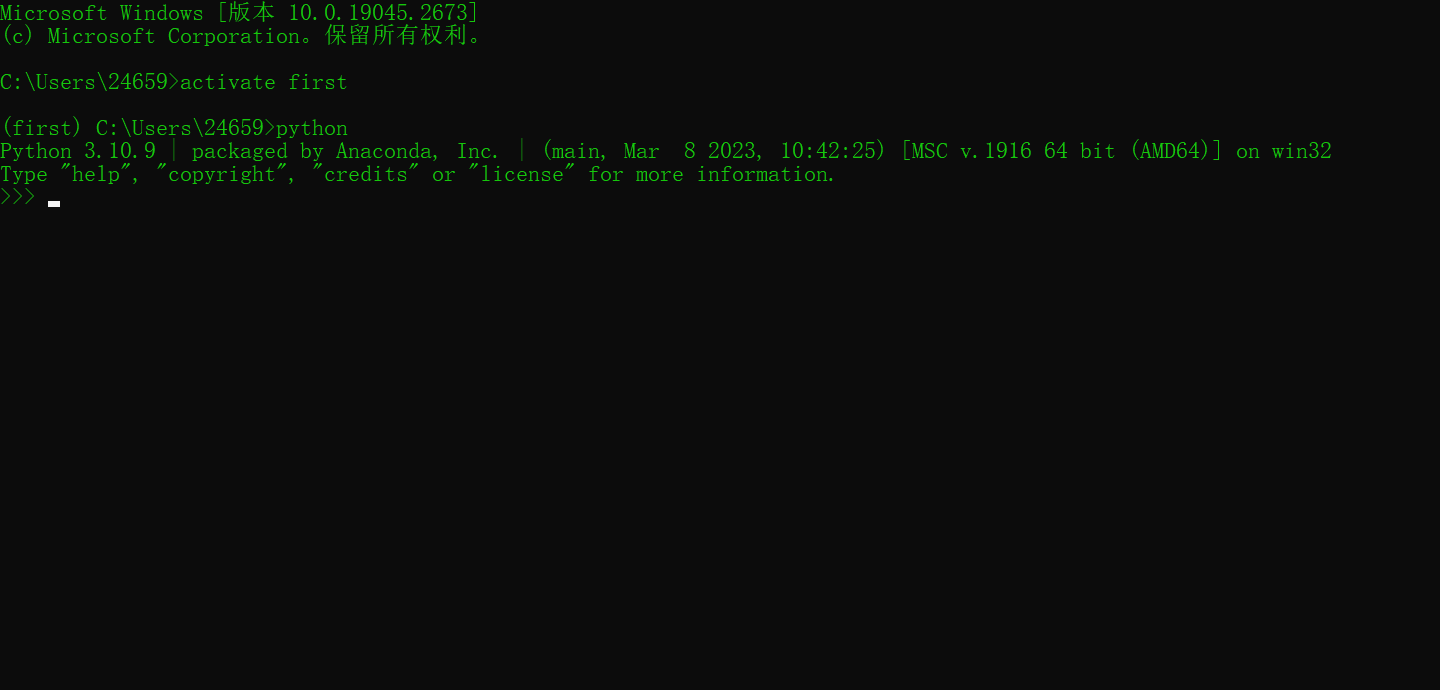 Microsoft Windows [版本 10.0.19045.2673]
(c) Microsoft Corporation。保留所有权利。
C:\Users\24659>activate first
(first) C:\Users\24659>python
Python 3.10.9 | packaged by Anaconda, Inc. | (main, Mar  8 2023, 10:42:25) [MSC v.1916 64 bit (AMD64)] on win32
Type "help", "copyright", "credits" or "license" for more information.
>>>